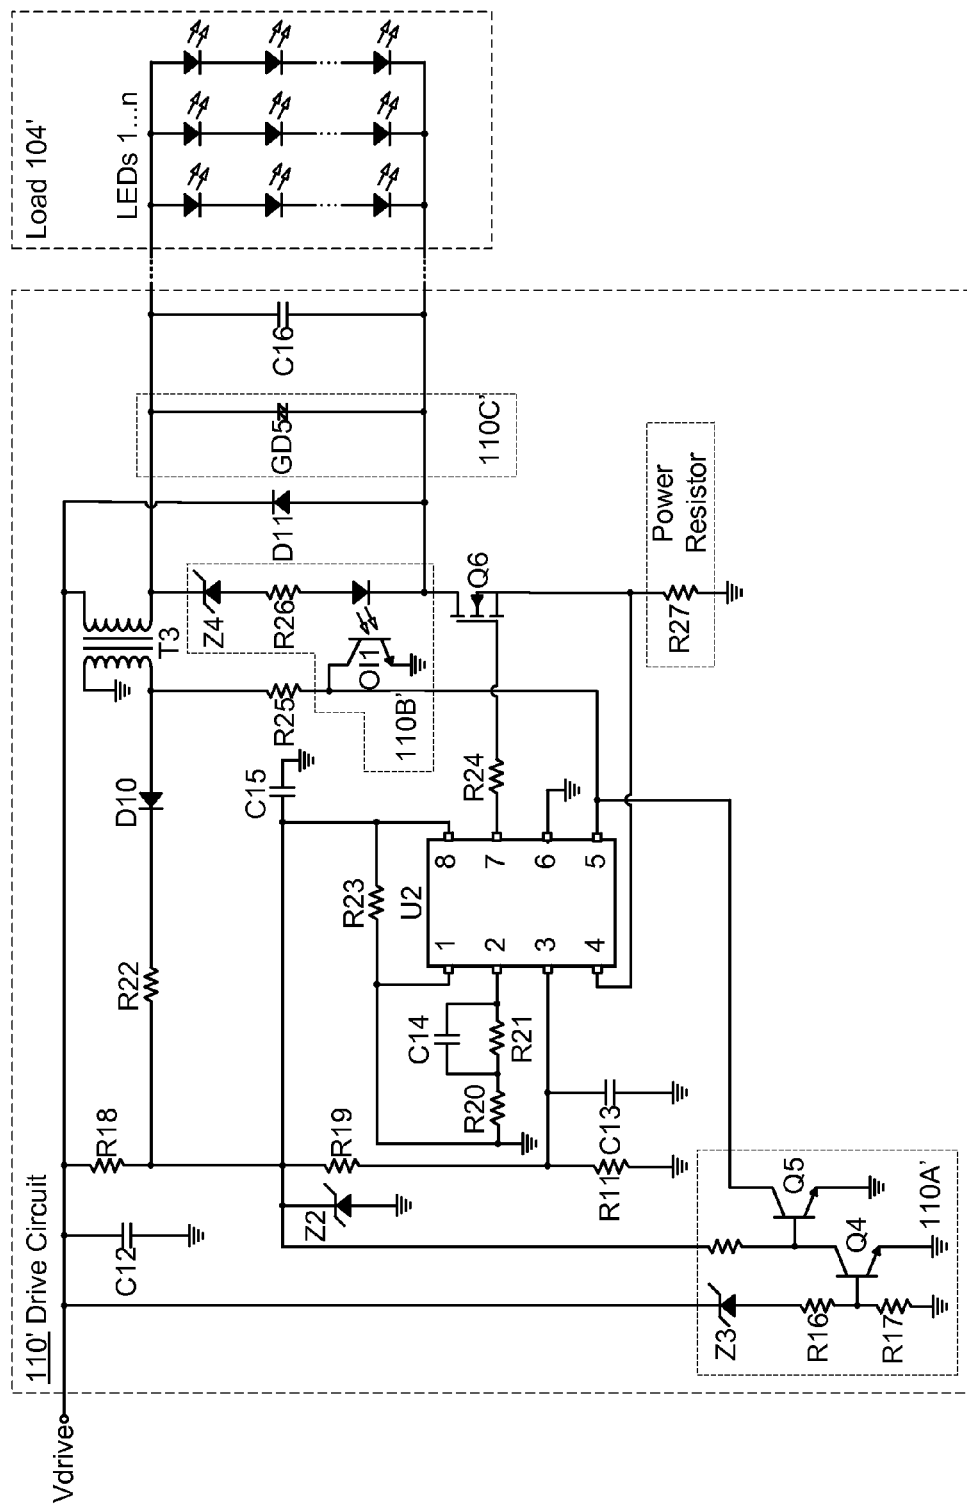 110' Drive Circuit
Vdrive
C12
R18
R22
D10
T3
Load 104'
LEDs 1...n
Z2
R19
C15
R25
Z4
R26
OI1
110B'
D11
GD5
110C'
C16
R23
U2
1
2
3
4
8
7
6
5
C14
R21
R20
R24
Q6
R11
C13
Z3
R16
R17
Q4
Q5
110A'
R27
Power
Resistor